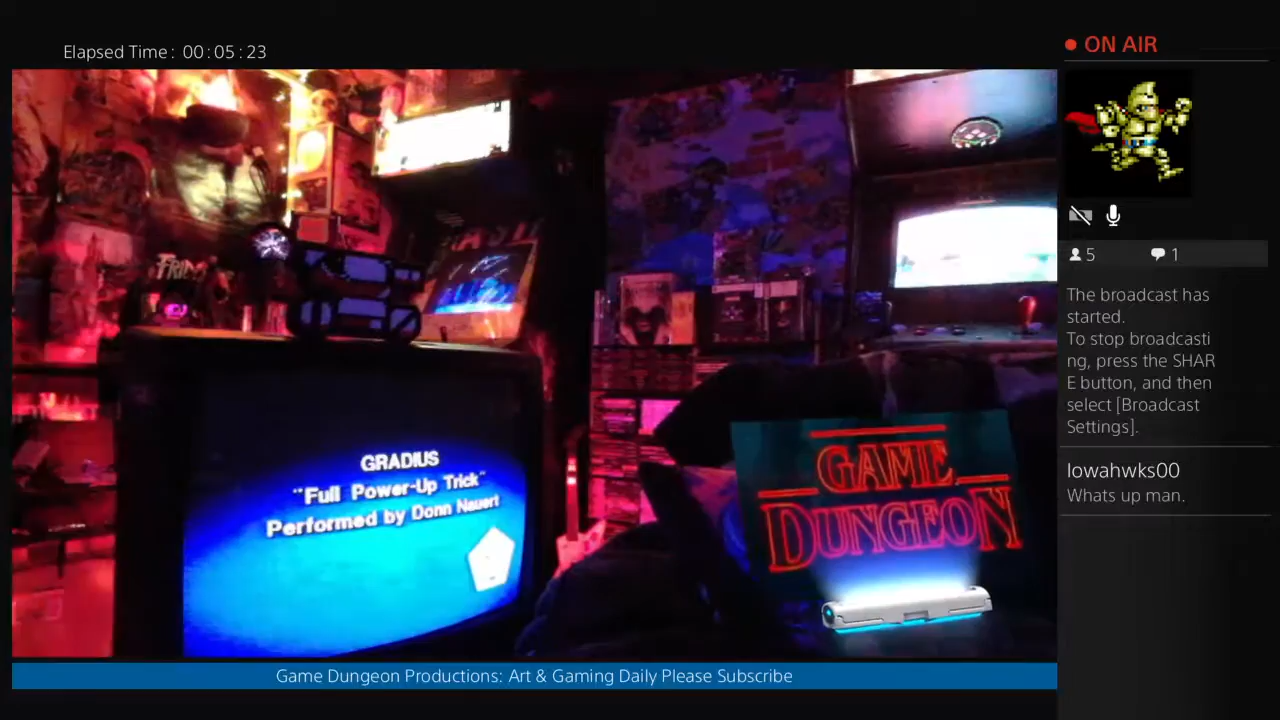 Elapsed Time: 00:05:23
ON AIR
5
1
The broadcast has
started.
To stop broadcasti
ng, press the SHAR
E button, and then
select [Broadcast
Settings].
Iowahwks00
Whats up man.
GRADIUS
"Full Power-Up Trick"
Performed by Donn Nauert
GAME
DUNGEON
Game Dungeon Productions: Art & Gaming Daily Please Subscribe